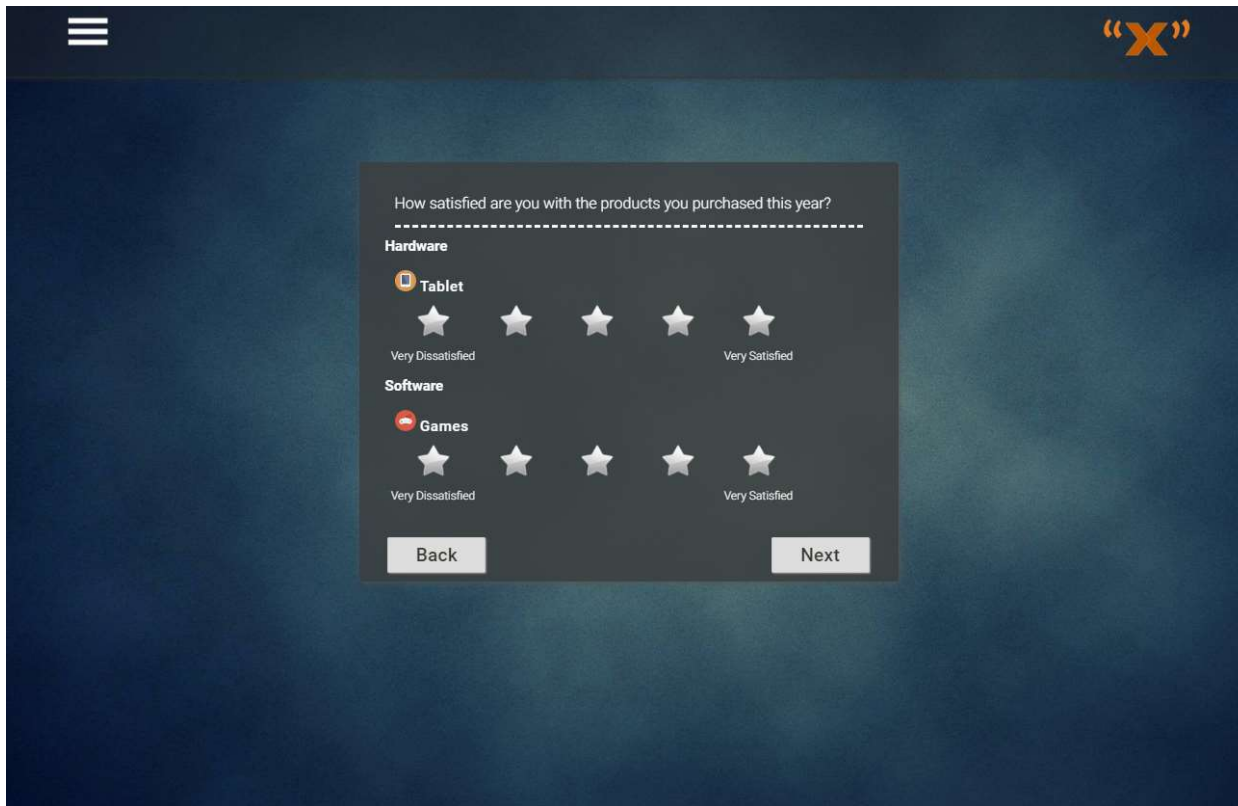 “X”
How satisfied are you with the products you purchased this year?
Hardware
Tablet
Very Dissatisfied Very Satisfied
Software
Games
Very Dissatisfied Very Satisfied
Back Next